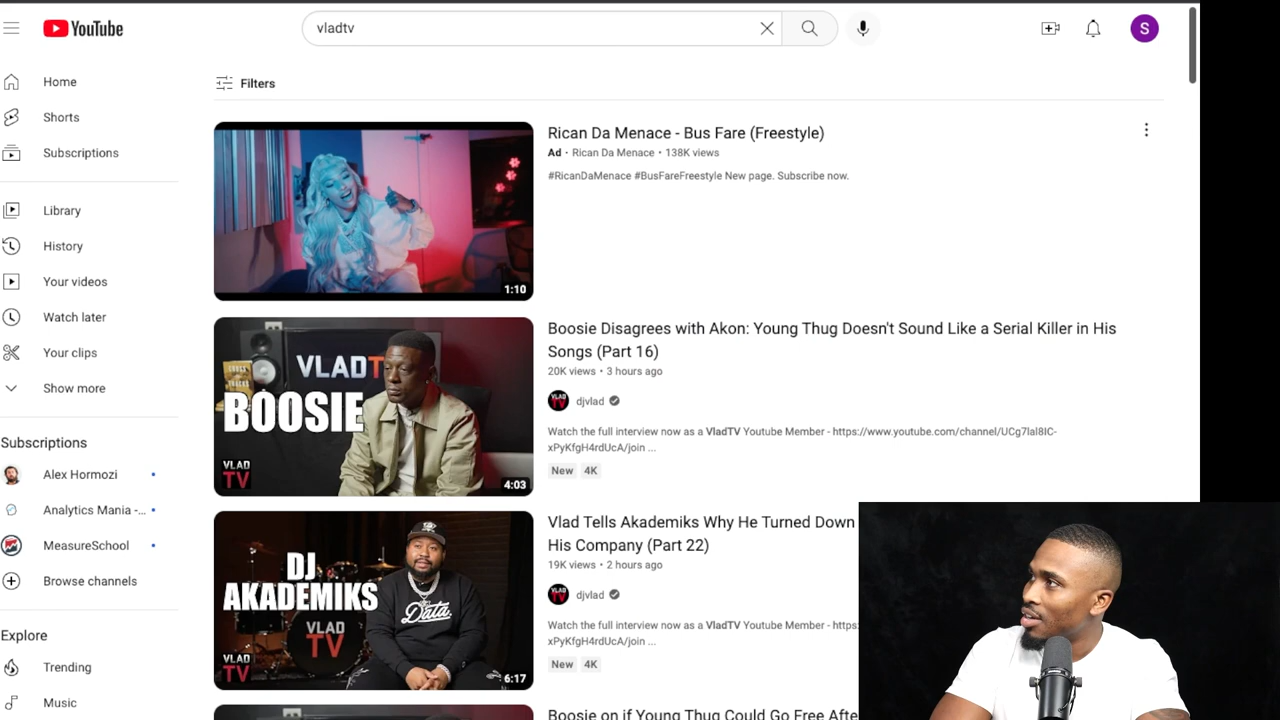 YouTube
vladtv
S
Home
Shorts
Subscriptions
Library
History
Your videos
Watch later
Your clips
Show more
Subscriptions
Alex Hormozi
Analytics Mania -...
MeasureSchool
Browse channels
Explore
Trending
Music
Filters
1:10
Rican Da Menace - Bus Fare (Freestyle)
Ad • Rican Da Menace • 138K views
#RicanDaMenace #BusFareFreestyle New page. Subscribe now.
VLADT
BOOSIE
VLAD
TV
4:03
Boosie Disagrees with Akon: Young Thug Doesn't Sound Like a Serial Killer in His
Songs (Part 16)
20K views • 3 hours ago
djvlad
Watch the full interview now as a VladTV Youtube Member - https://www.youtube.com/channel/UCg7lal8IC-
xPyKfgH4rdUcA/join ...
New 4K
DJ
AKADEMIKS
VLAD
TV
Data.
VLAD
TV
6:17
Vlad Tells Akademiks Why He Turned Down
His Company (Part 22)
19K views • 2 hours ago
djvlad
Watch the full interview now as a VladTV Youtube Member - https:
xPyKfgH4rdUcA/join ...
New 4K
Boosie on if Young Thug Could Go Free Afte